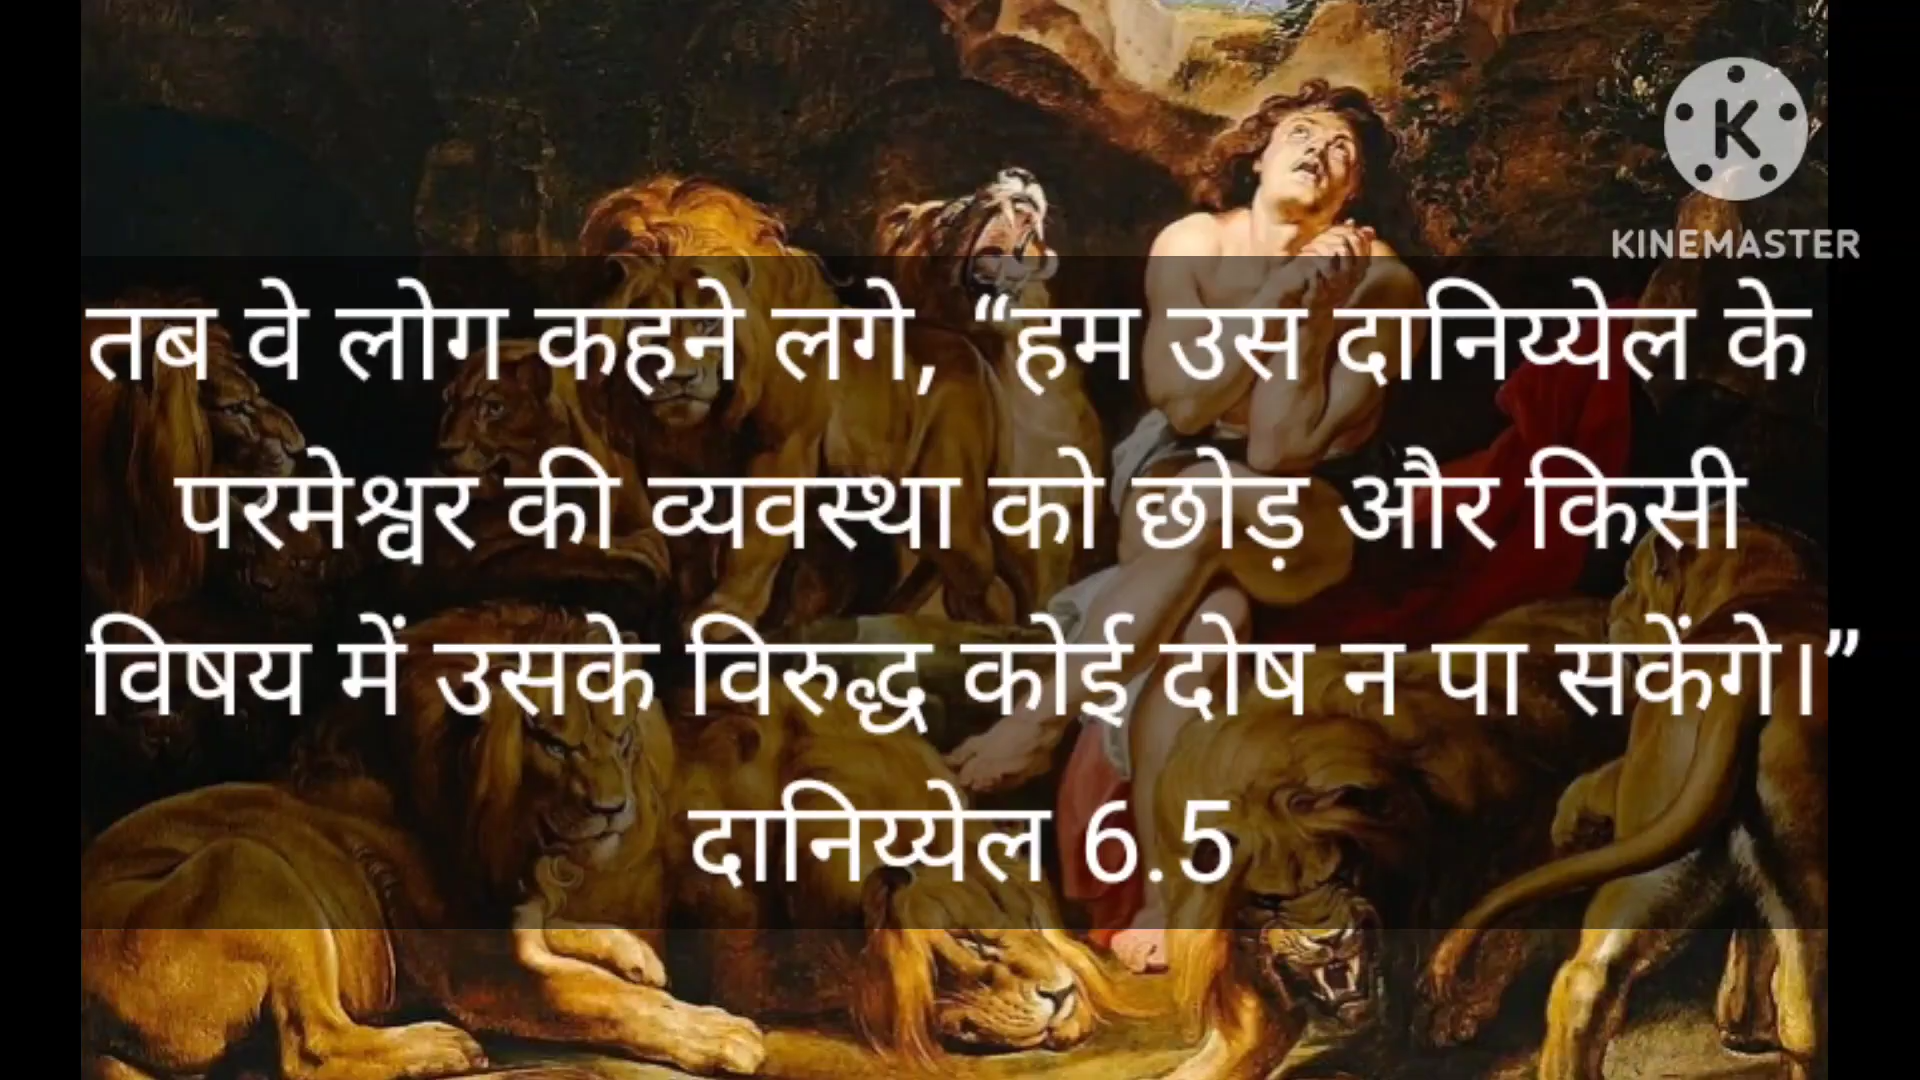 K
KINEMASTER
तब वे लोग कहने लगे, “हम उस दानिय्येल के
परमेश्वर की व्यवस्था को छोड़ और किसी
विषय में उसके विरुद्ध कोई दोष न पा सकेंगे।”
दानिय्येल 6.5